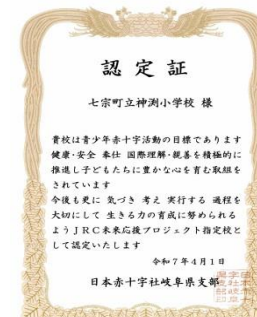 認定証
七宗町立神渕小学校 様
貴校は青少年赤十字活動の目標であります
健康・安全 奉仕 国際理解・親善を積極的に
推進し子どもたちに豊かな心を育む取組を
されています
今後も更に 気づき 考え 実行する 過程を
大切にして 生きる力の育成に努められる
ようＪＲＣ未来応援プロジェクト指定校と
して認定いたします
令和７年４月１日
日本赤十字社岐阜県支部